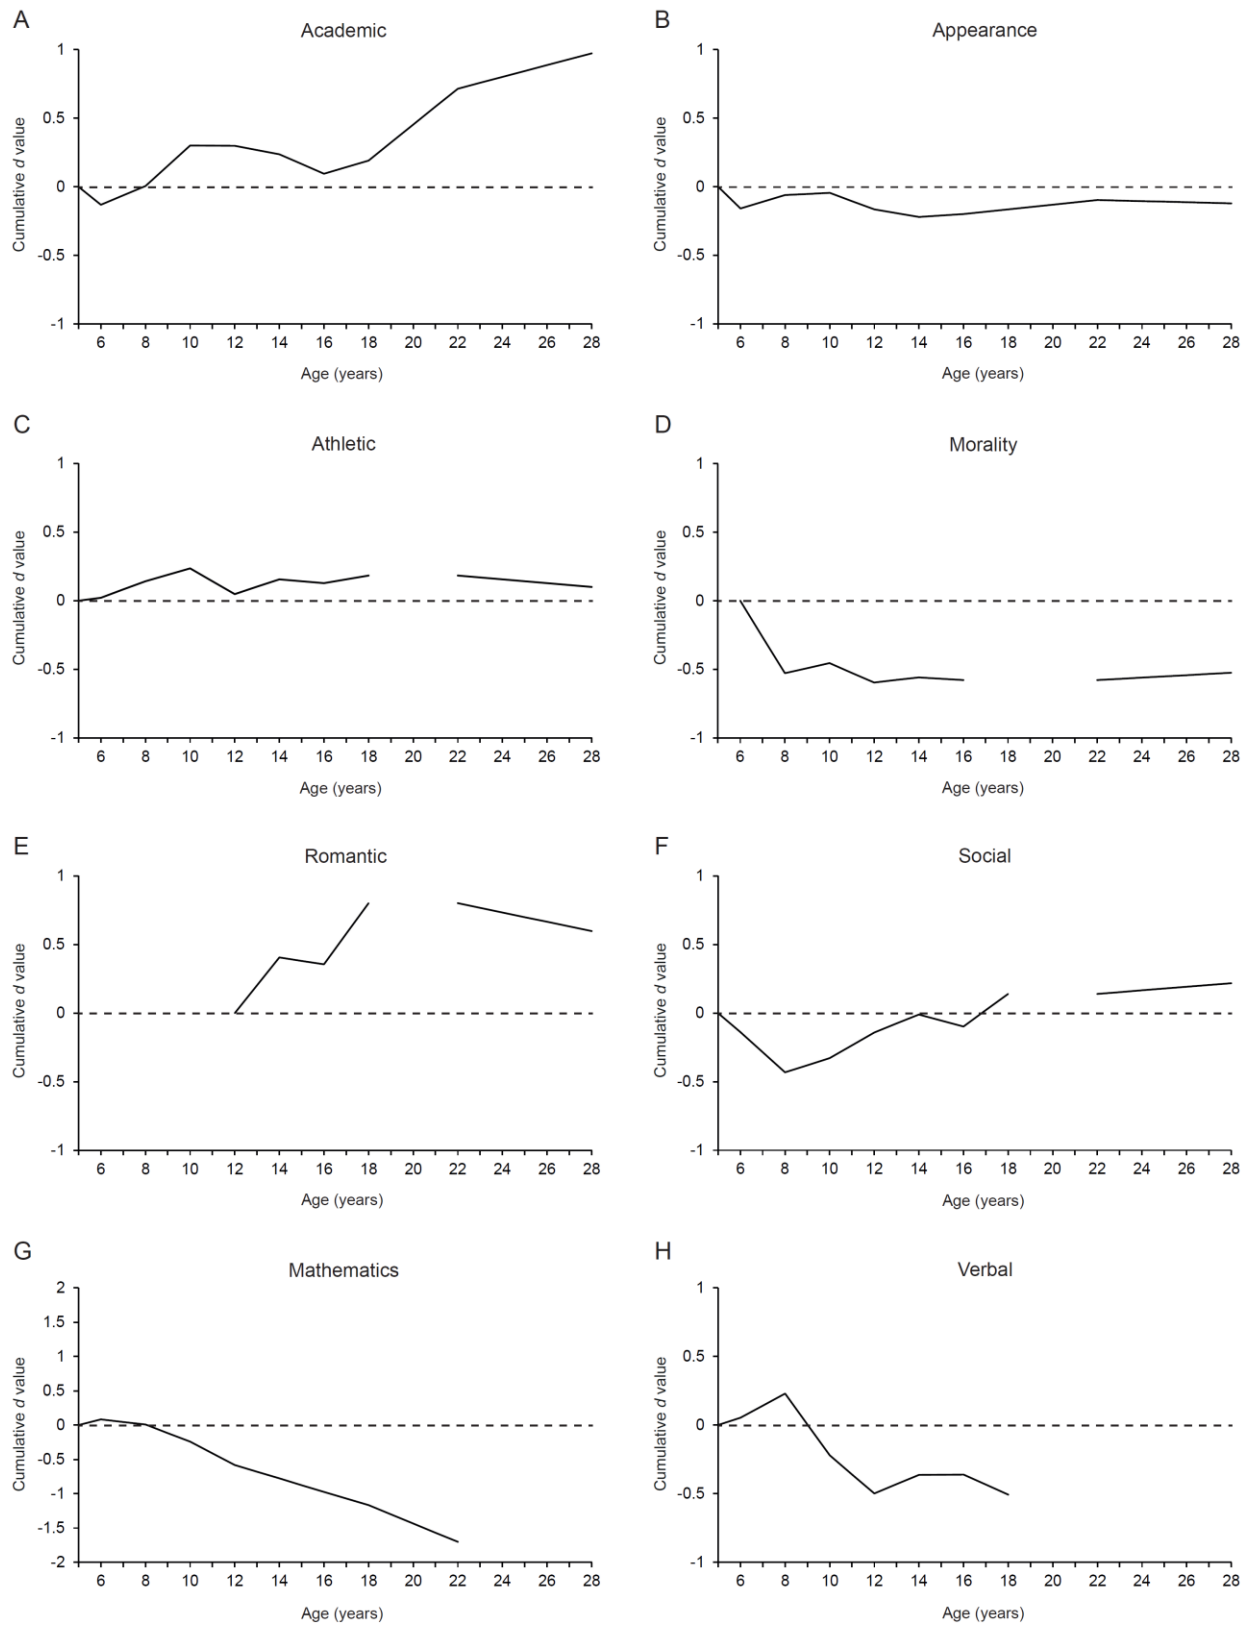 A
Academic
Cumulative d value
1
0.5
0
-0.5
-1
6 8 10 12 14 16 18 20 22 24 26 28
Age (years)
B
Appearance
Cumulative d value
1
0.5
0
-0.5
-1
6 8 10 12 14 16 18 20 22 24 26 28
Age (years)
C
Athletic
Cumulative d value
1
0.5
0
-0.5
-1
6 8 10 12 14 16 18 20 22 24 26 28
Age (years)
D
Morality
Cumulative d value
1
0.5
0
-0.5
-1
6 8 10 12 14 16 18 20 22 24 26 28
Age (years)
E
Romantic
Cumulative d value
1
0.5
0
-0.5
-1
6 8 10 12 14 16 18 20 22 24 26 28
Age (years)
F
Social
Cumulative d value
1
0.5
0
-0.5
-1
6 8 10 12 14 16 18 20 22 24 26 28
Age (years)
G
Mathematics
Cumulative d value
2
1.5
1
0.5
0
-0.5
-1
-1.5
-2
6 8 10 12 14 16 18 20 22 24 26 28
Age (years)
H
Verbal
Cumulative d value
1
0.5
0
-0.5
-1
6 8 10 12 14 16 18 20 22 24 26 28
Age (years)